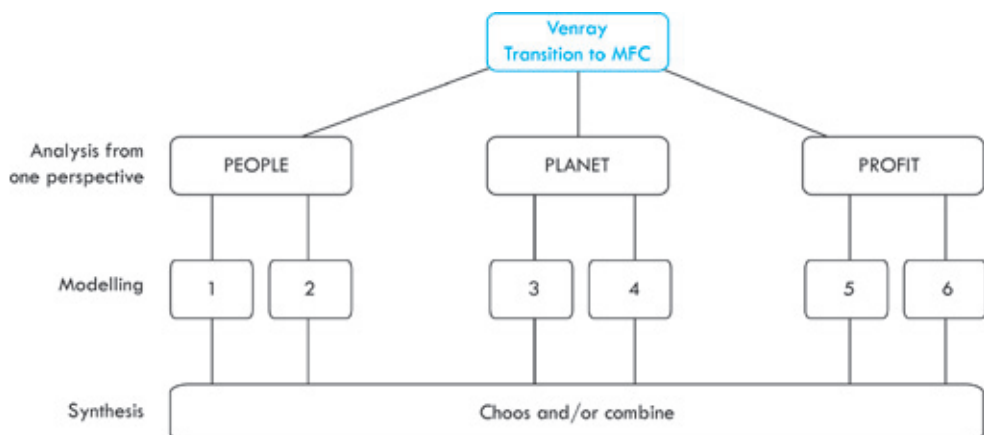 Venray
Transition to MFC
Analysis from
one perspective
PEOPLE
PLANET
PROFIT
Modelling
1
2
3
4
5
6
Synthesis
Choos and/or combine